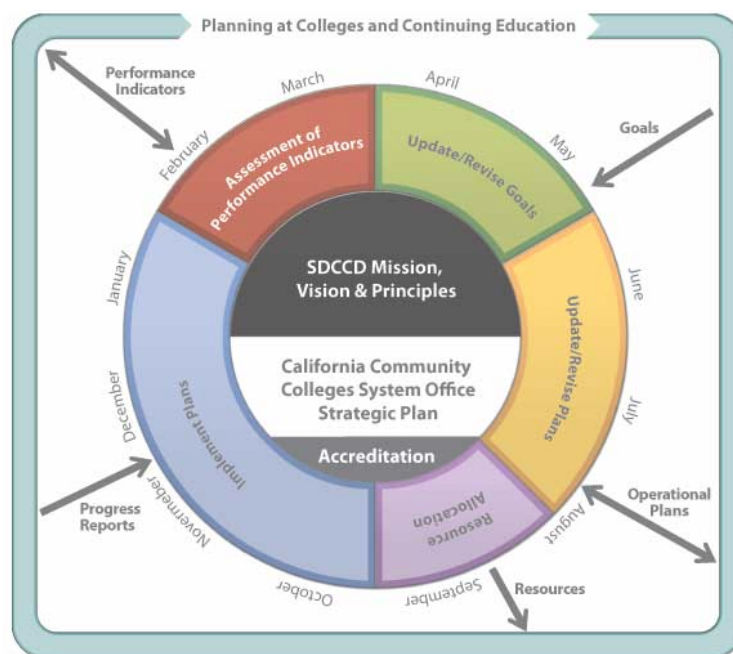 Planning at Colleges and Continuing Education
Performance
Indicators
March
April
February
May
Goals
Assessment of
Performance Indicators
Update/Revise Goals
SDCCD Mission,
Vision & Principles
January
June
California Community
Colleges System Office
Strategic Plan
Implement Plans
Update/Revise Plans
December
July
Accreditation
Progress
Reports
Novermeber
Resource
Allocation
August
Operational
Plans
October
September
Resources